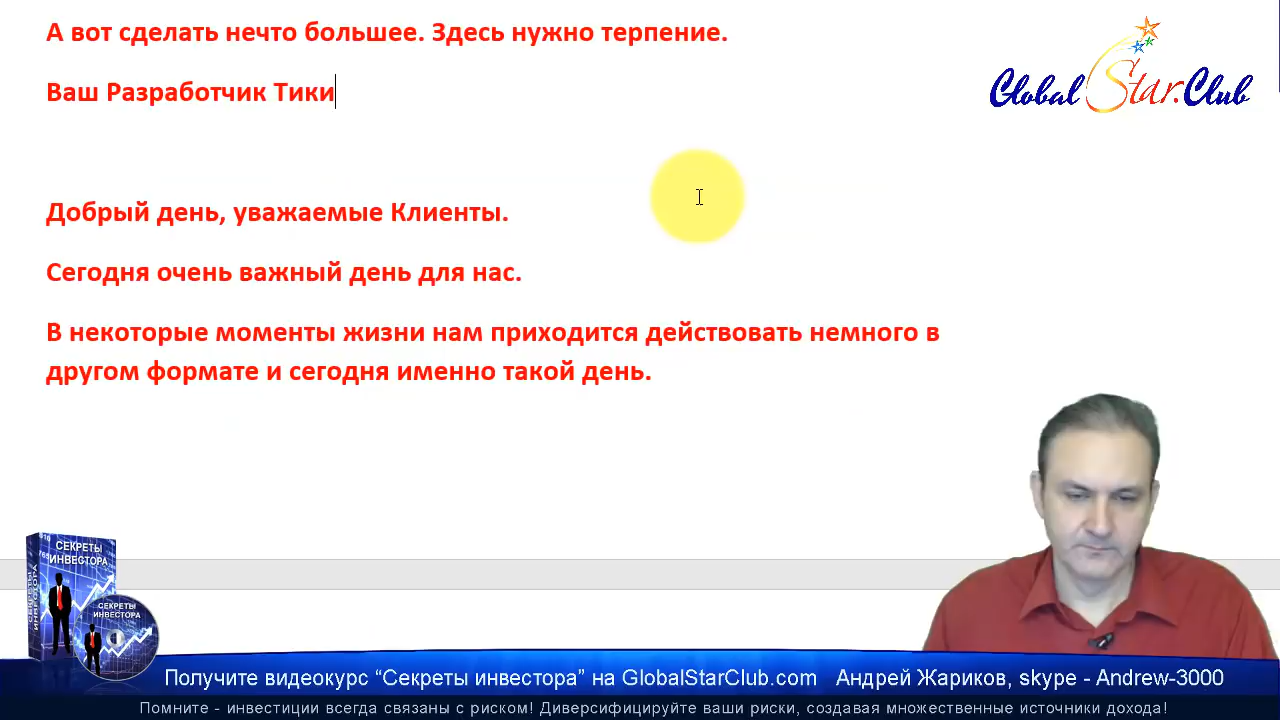 А вот сделать нечто большее. Здесь нужно терпение.
Ваш Разработчик Тики
Global Star.Club
Добрый день, уважаемые Клиенты.
Сегодня очень важный день для нас.
В некоторые моменты жизни нам приходится действовать немного в
другом формате и сегодня именно такой день.
СЕКРЕТЫ
ИНВЕСТОРА
СЕКРЕТЫ
ИНВЕСТОРА
СЕКРЕТЫ
ИНВЕСТОРА
Получите видеокурс “Секреты инвестора” на GlobalStarClub.com Андрей Жариков, skype - Andrew-3000
Помните - инвестиции всегда связаны с риском! Диверсифицируйте ваши риски, создавая множественные источники дохода!